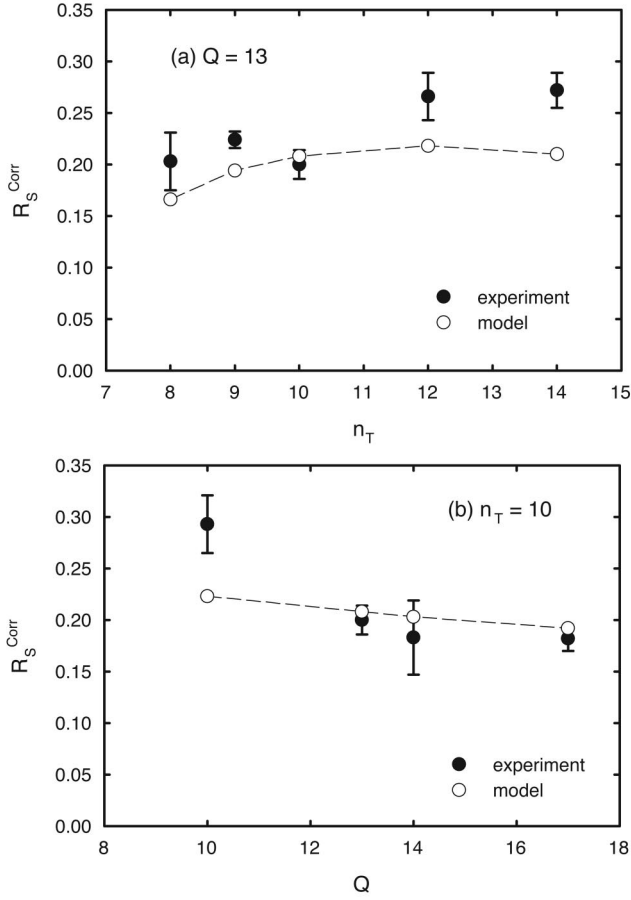 0.35
(a) Q = 13
0.30
0.25
0.20
0.15
0.10
0.05
0.00
R_S^Corr
experiment
model
7 8 9 10 11 12 13 14 15
n_T
0.35
(b) n_T = 10
0.30
0.25
0.20
0.15
0.10
0.05
0.00
R_S^Corr
experiment
model
8 10 12 14 16 18
Q